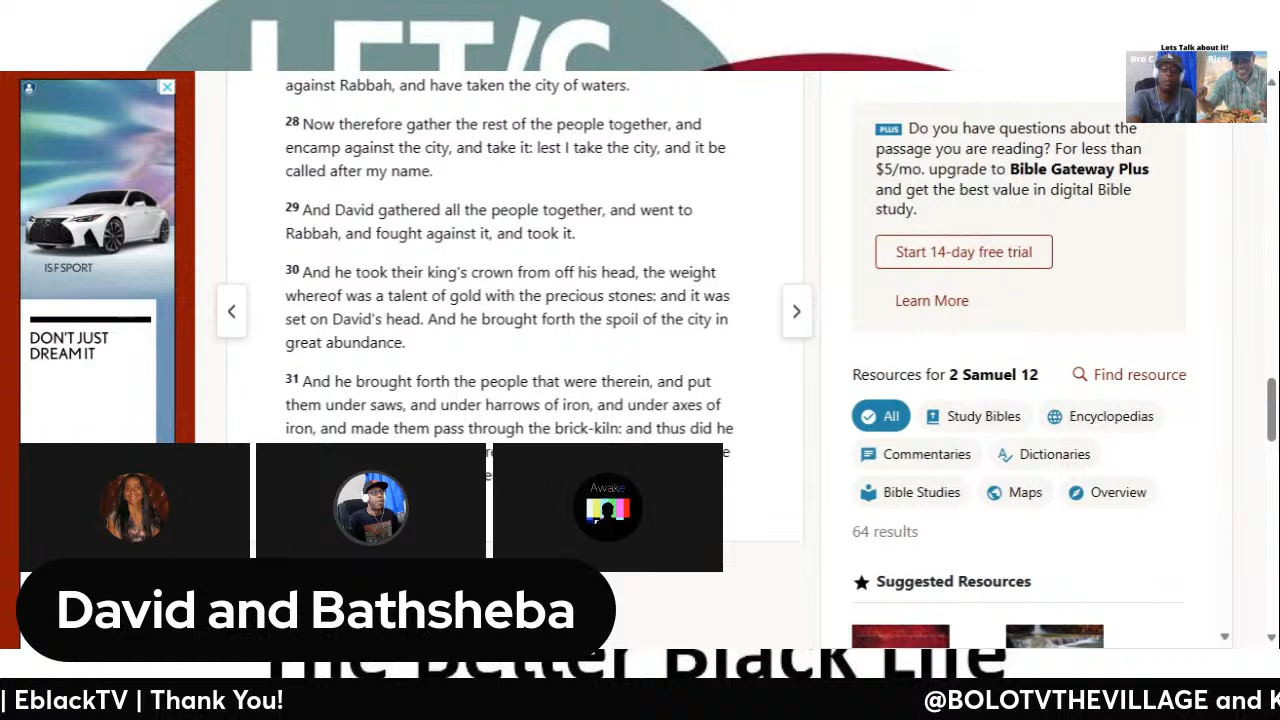 LET'S
Lets Talk about it!
Bro C
Rico
IS F SPORT
DON'T JUST
DREAM IT
against Rabbah, and have taken the city of waters.
28 Now therefore gather the rest of the people together, and
encamp against the city, and take it: lest I take the city, and it be
called after my name.
29 And David gathered all the people together, and went to
Rabbah, and fought against it, and took it.
30 And he took their king's crown from off his head, the weight
whereof was a talent of gold with the precious stones: and it was
set on David's head. And he brought forth the spoil of the city in
great abundance.
31 And he brought forth the people that were therein, and put
them under saws, and under harrows of iron, and under axes of
iron, and made them pass through the brick-kiln: and thus did he
PLUS Do you have questions about the
passage you are reading? For less than
$5/mo. upgrade to Bible Gateway Plus
and get the best value in digital Bible
study.
Start 14-day free trial
Learn More
Resources for 2 Samuel 12
Find resource
All
Study Bibles
Encyclopedias
Commentaries
Dictionaries
Bible Studies
Maps
Overview
64 results
Suggested Resources
Awake
David and Bathsheba
The Better Black Life
| EblackTV | Thank You!
@BOLOTVTHEVILLAGE and K